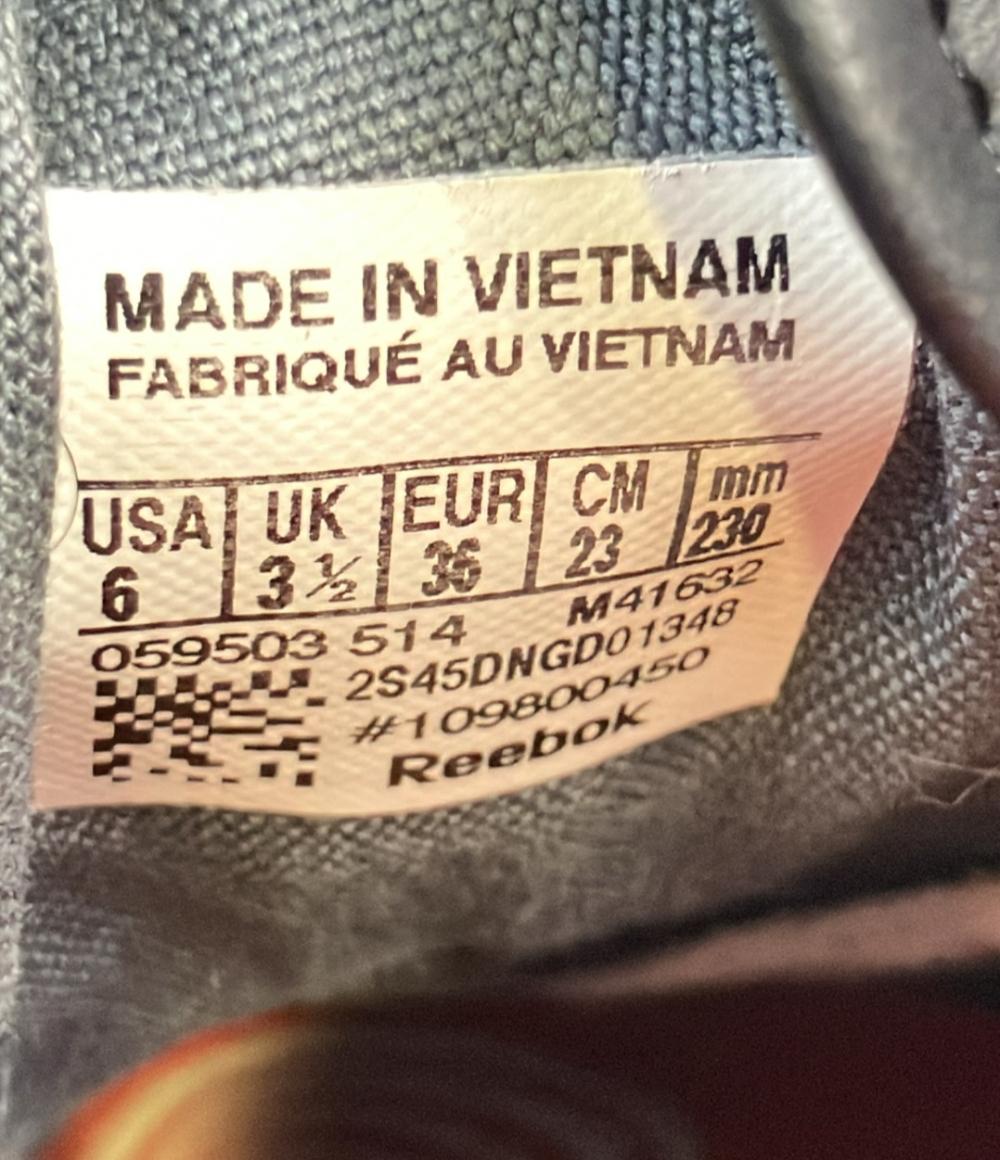 MADE IN VIETNAM
FABRIQUÉ AU VIETNAM
USA UK EUR CM mm
6 3 ½ 36 23 230
059503 514 M41632
2S45DNGD01348
#109800450
Reebok